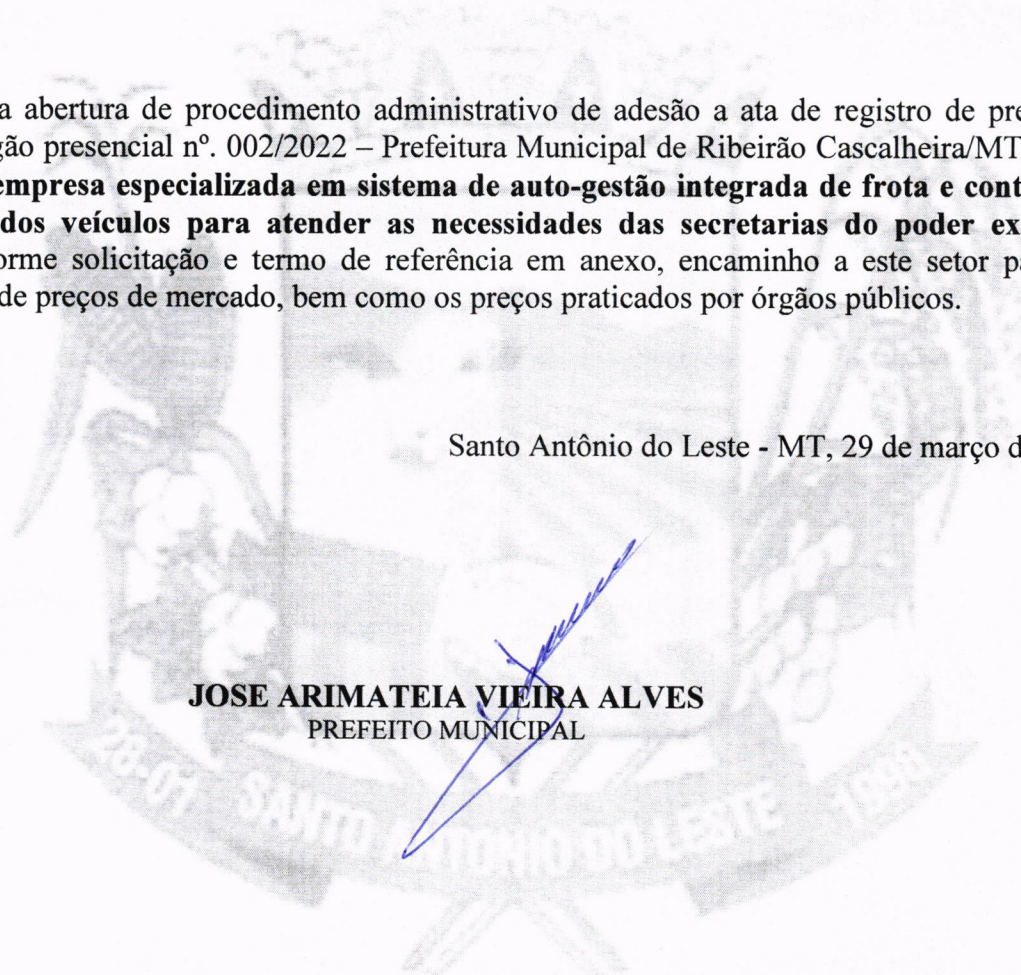 a abertura de procedimento administrativo de adesão a ata de registro de pre
gão presencial nº. 002/2022 – Prefeitura Municipal de Ribeirão Cascalheira/MT
empresa especializada em sistema de auto-gestão integrada de frota e cont
dos veículos para atender as necessidades das secretarias do poder ex
orme solicitação e termo de referência em anexo, encaminho a este setor pa
de preços de mercado, bem como os preços praticados por órgãos públicos.
Santo Antônio do Leste - MT, 29 de março d
JOSE ARIMATEIA VIEIRA ALVES
PREFEITO MUNICIPAL
28-01 SANTO ANTONIO DO LESTE 1998